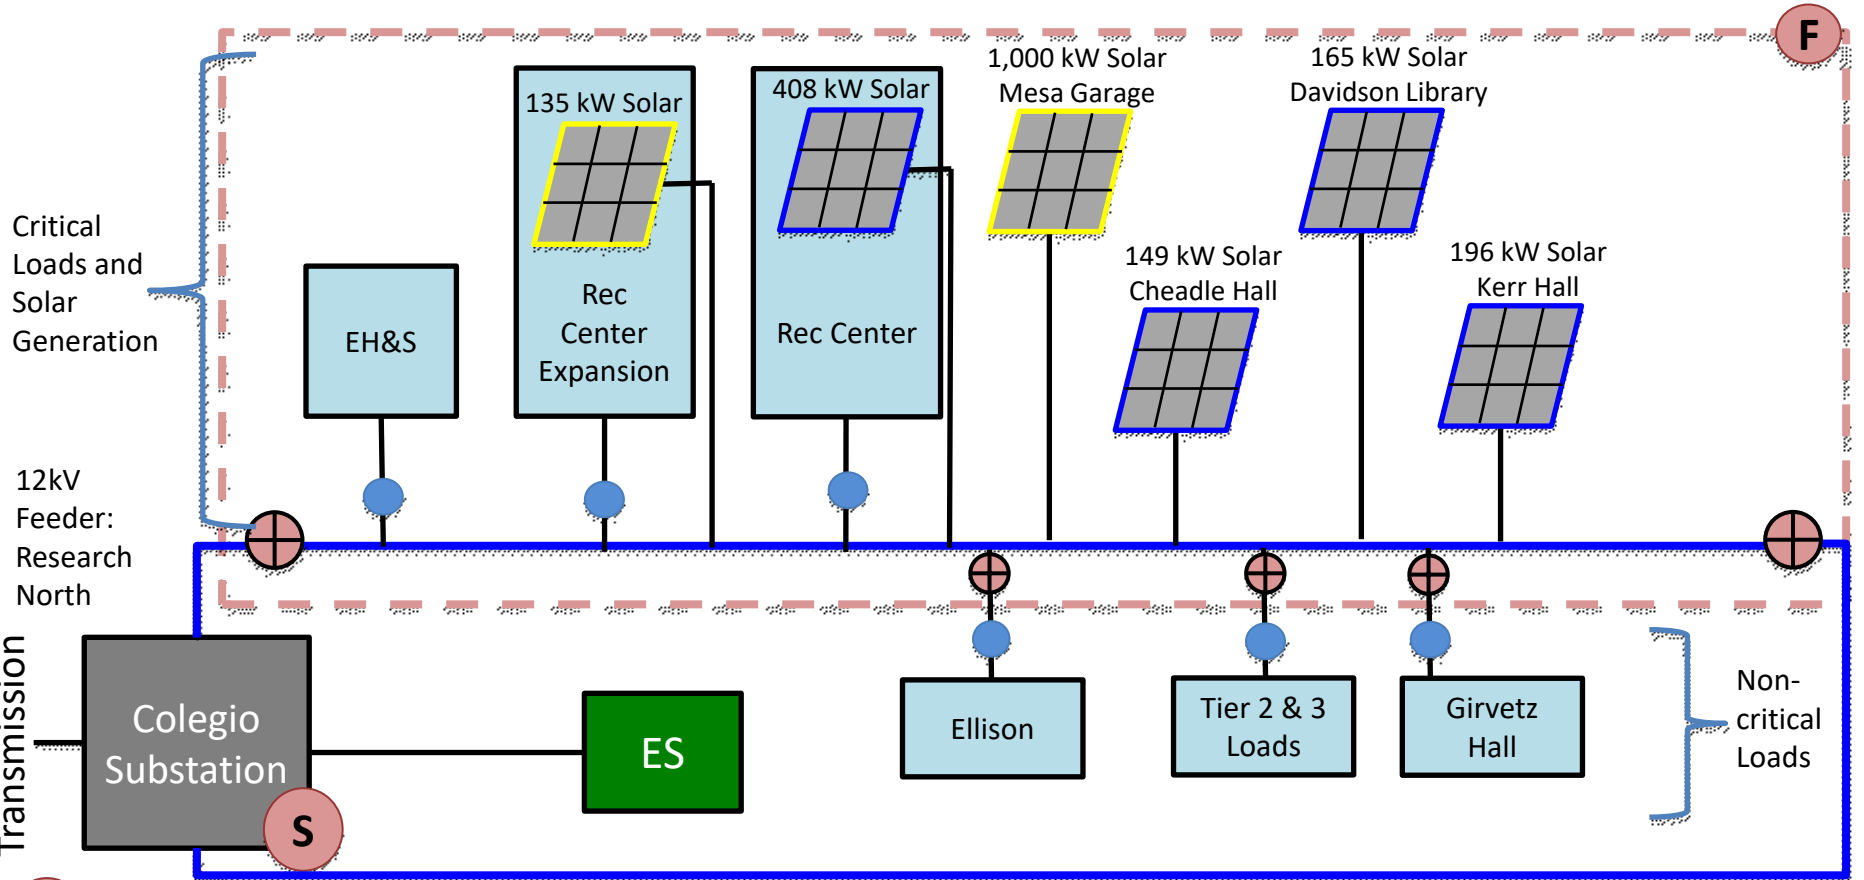 F
1,000 kW Solar
Mesa Garage
165 kW Solar
Davidson Library
135 kW Solar
408 kW Solar
Critical
Loads and
Solar
Generation
149 kW Solar
Cheadle Hall
196 kW Solar
Kerr Hall
EH&S
Rec
Center
Expansion
Rec Center
12kV
Feeder:
Research
North
Transmission
Colegio
Substation
S
ES
Ellison
Tier 2 & 3
Loads
Girvetz
Hall
Non-
critical
Loads